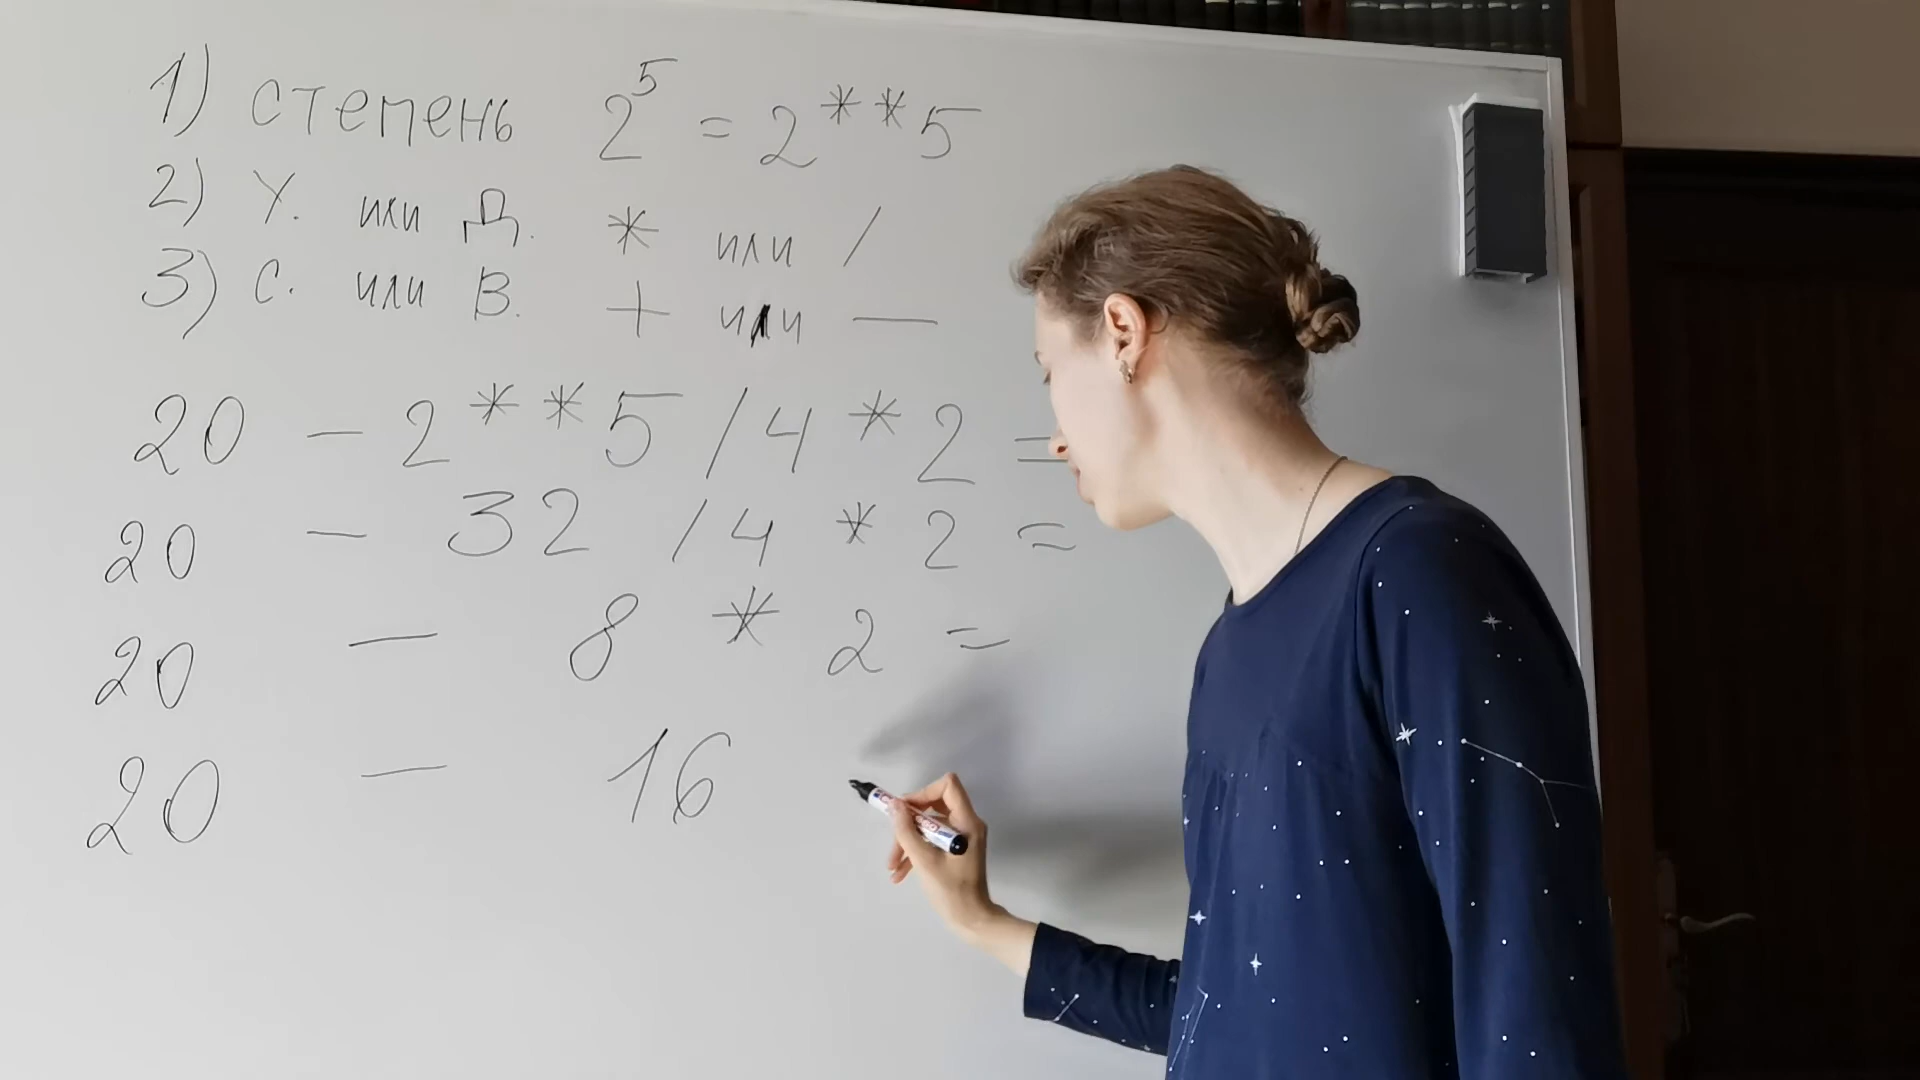 1) степень 2⁵ = 2**5
2) У. или Д. * или /
3) С. или В. + или —
20 — 2**5 / 4 * 2 =
20 — 32 / 4 * 2 =
20 — 8 * 2 =
20 — 16